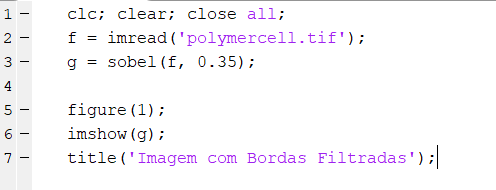 1 - clc; clear; close all;
2 - f = imread('polymercell.tif');
3 - g = sobel(f, 0.35);
4
5 - figure(1);
6 - imshow(g);
7 - title('Imagem com Bordas Filtradas');